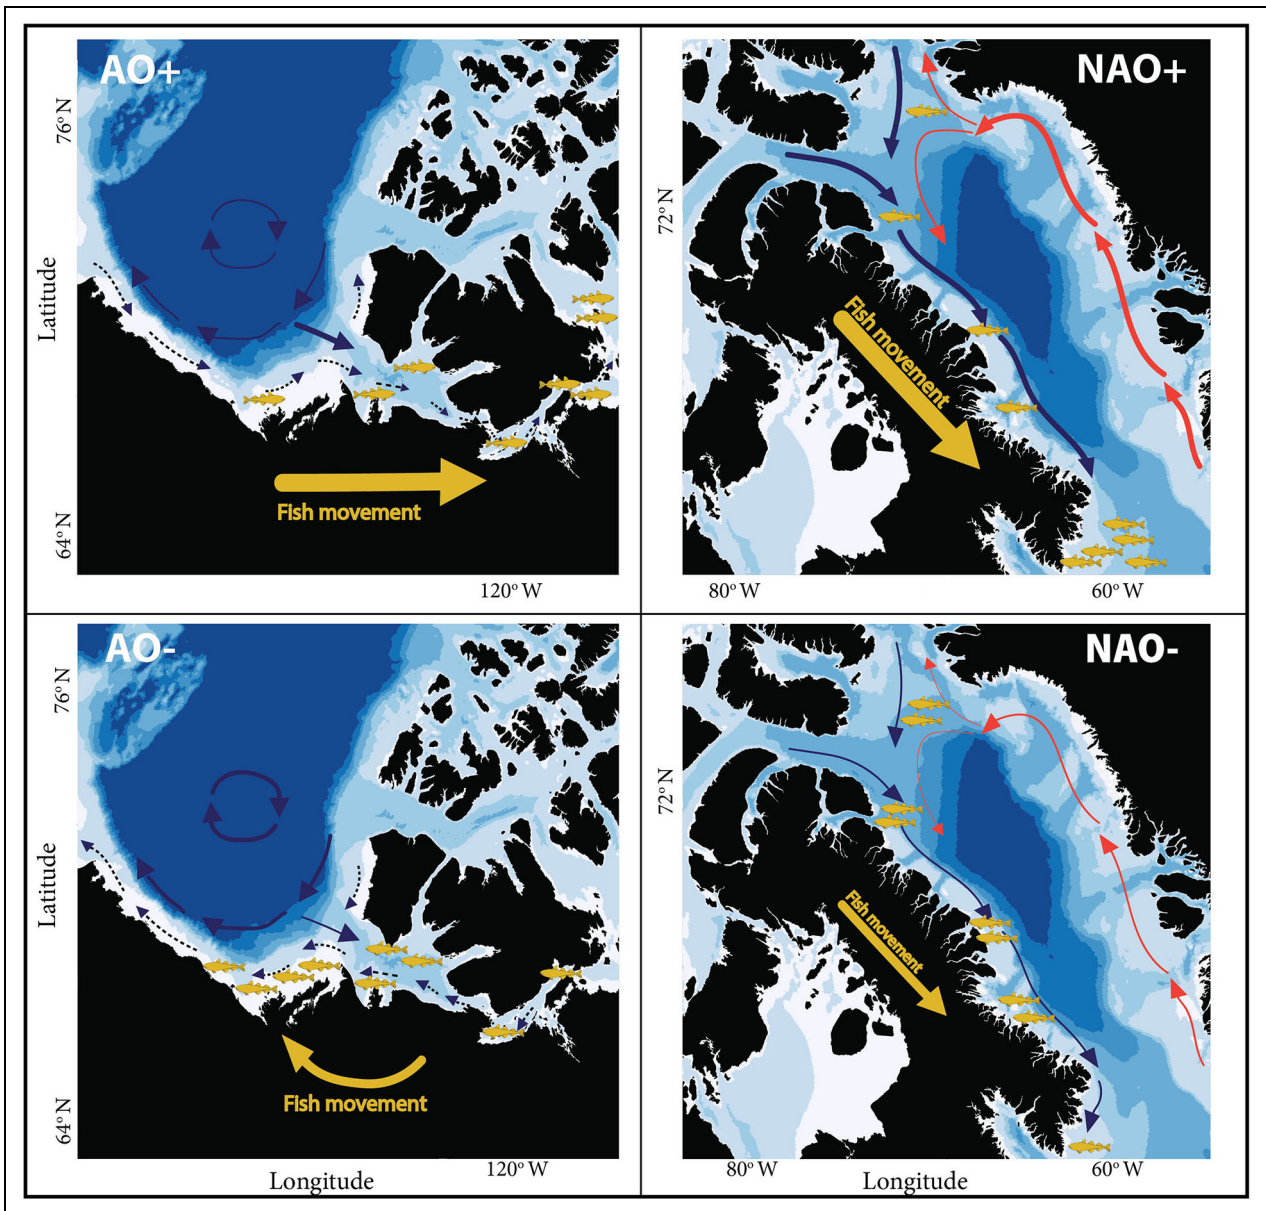 AO+
76° N
Latitude
64° N
Fish movement
120° W
NAO+
72° N
Fish movement
80° W
60° W
AO-
76° N
Latitude
64° N
Fish movement
120° W
Longitude
NAO-
72° N
Fish movement
80° W
60° W
Longitude